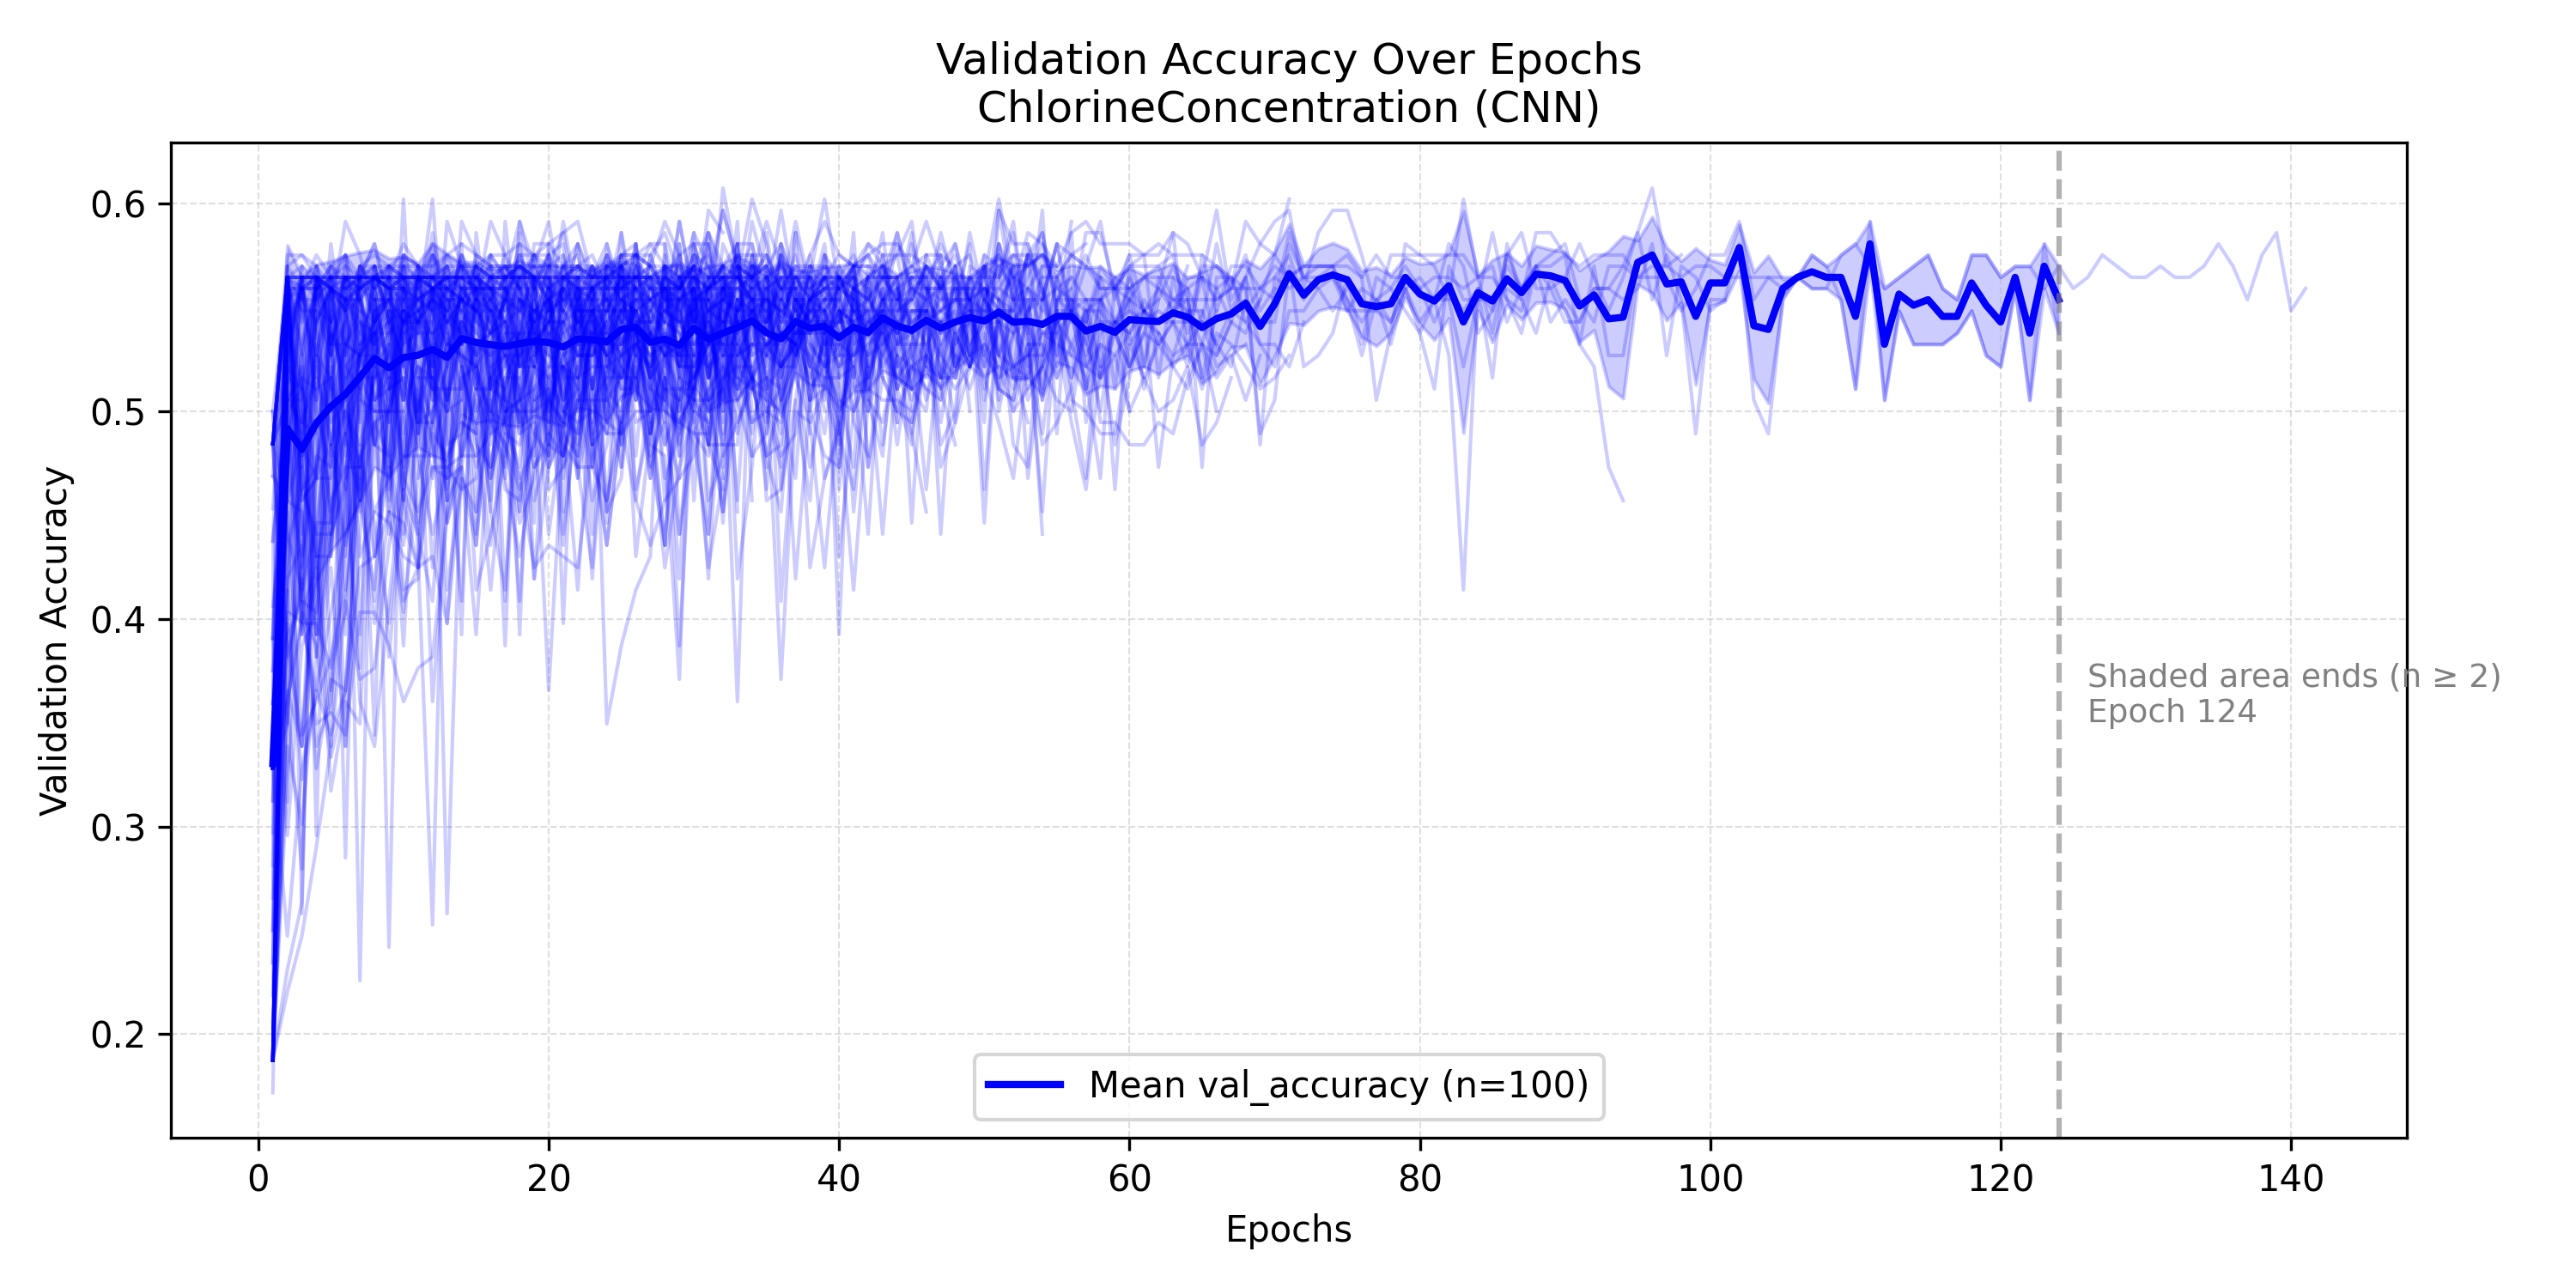 Validation Accuracy Over Epochs
ChlorineConcentration (CNN)
Validation Accuracy
0.6
0.5
0.4
0.3
0.2
Shaded area ends (n ≥ 2)
Epoch 124
Mean val_accuracy (n=100)
0 20 40 60 80 100 120 140
Epochs